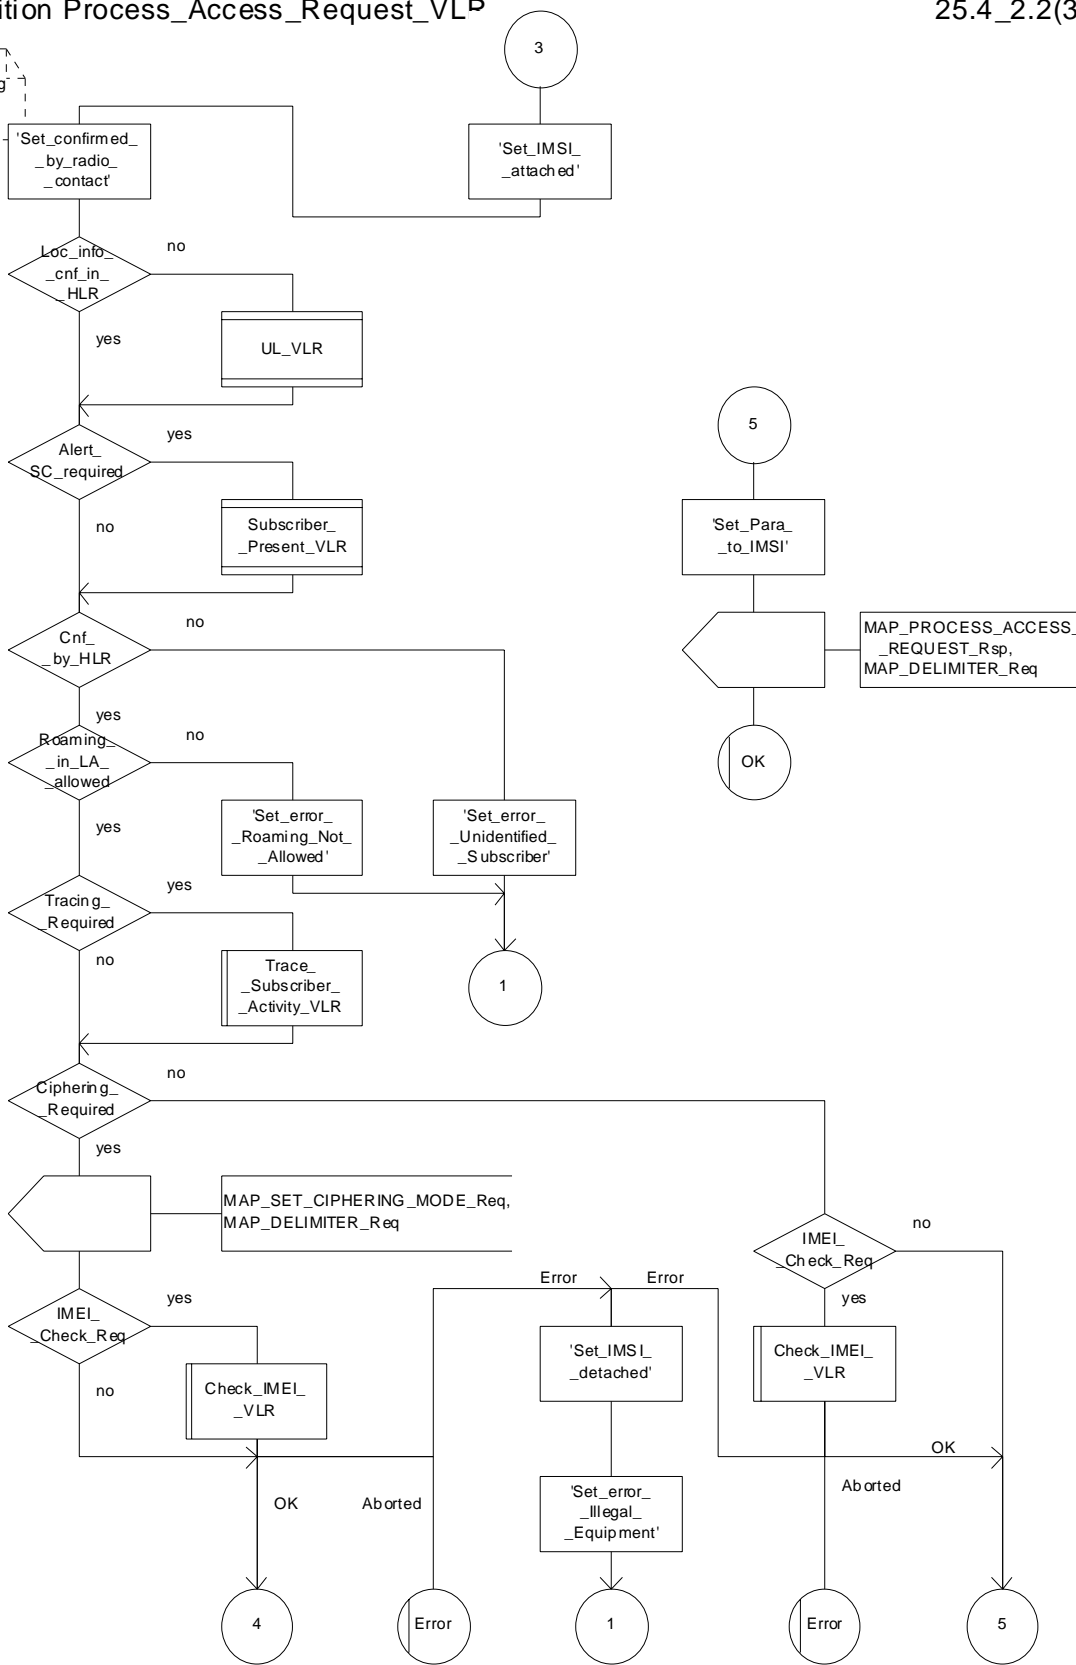 ition Process_Access_Request_VLR
25.4_2.2(3
3
g
'Set_confirmed_
_by_radio_
_contact'
'Set_IMSI_
_attached'
Loc_info_
_cnf_in_
_HLR
no
yes
UL_VLR
Alert_
SC_required
yes
no
Subscriber_
_Present_VLR
5
'Set_Para_
_to_IMSI'
Cnf_
_by_HLR
no
yes
MAP_PROCESS_ACCESS_
_REQUEST_Rsp,
MAP_DELIMITER_Req
Roaming_
_in_LA_
_allowed
no
yes
OK
'Set_error_
_Roaming_Not_
_Allowed'
'Set_error_
_Unidentified_
_Subscriber'
Tracing_
_Required
yes
no
Trace_
_Subscriber_
_Activity_VLR
1
Ciphering_
_Required
no
yes
MAP_SET_CIPHERING_MODE_Req,
MAP_DELIMITER_Req
IMEI_
_Check_Req
no
yes
Error
Error
IMEI_
_Check_Req
yes
no
Check_IMEI_
_VLR
'Set_IMSI_
_detached'
Check_IMEI_
_VLR
OK
Aborted
OK
Aborted
'Set_error_
_Illegal_
_Equipment'
4
Error
1
Error
5